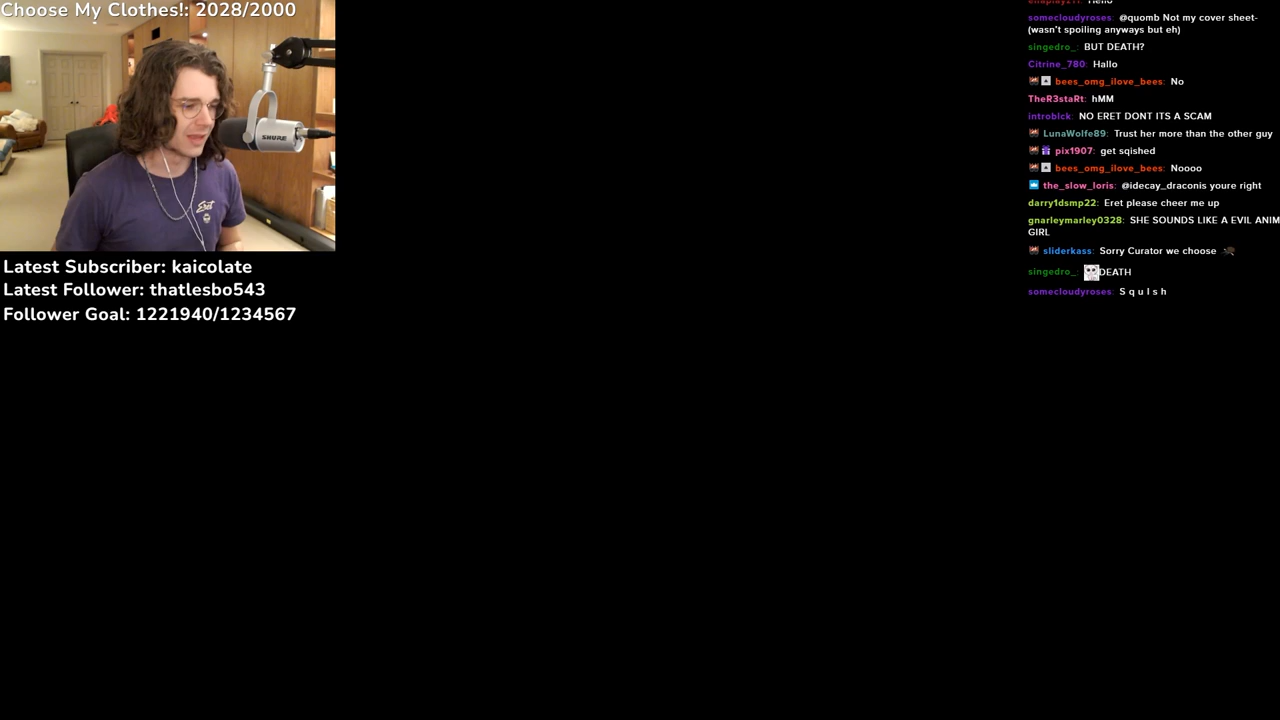 Choose My Clothes!: 2028/2000
SHURE
Eret
Latest Subscriber: kaicolate
Latest Follower: thatlesbo543
Follower Goal: 1221940/1234567
somecloudyroses: @quomb Not my cover sheet-
(wasn't spoiling anyways but eh)
singedro_: BUT DEATH?
Citrine_780: Hallo
bees_omg_ilove_bees: No
TheR3staRt: hMM
introbick: NO ERET DONT ITS A SCAM
LunaWolfe89: Trust her more than the other guy
pix1907: get sqished
bees_omg_ilove_bees: Noooo
the_slow_loris: @idecay_draconis youre right
darry1dsmp22: Eret please cheer me up
gnarleymarley0328: SHE SOUNDS LIKE A EVIL ANIM
GIRL
sliderkass: Sorry Curator we choose
singedro_: DEATH
somecloudyroses: S q u I s h